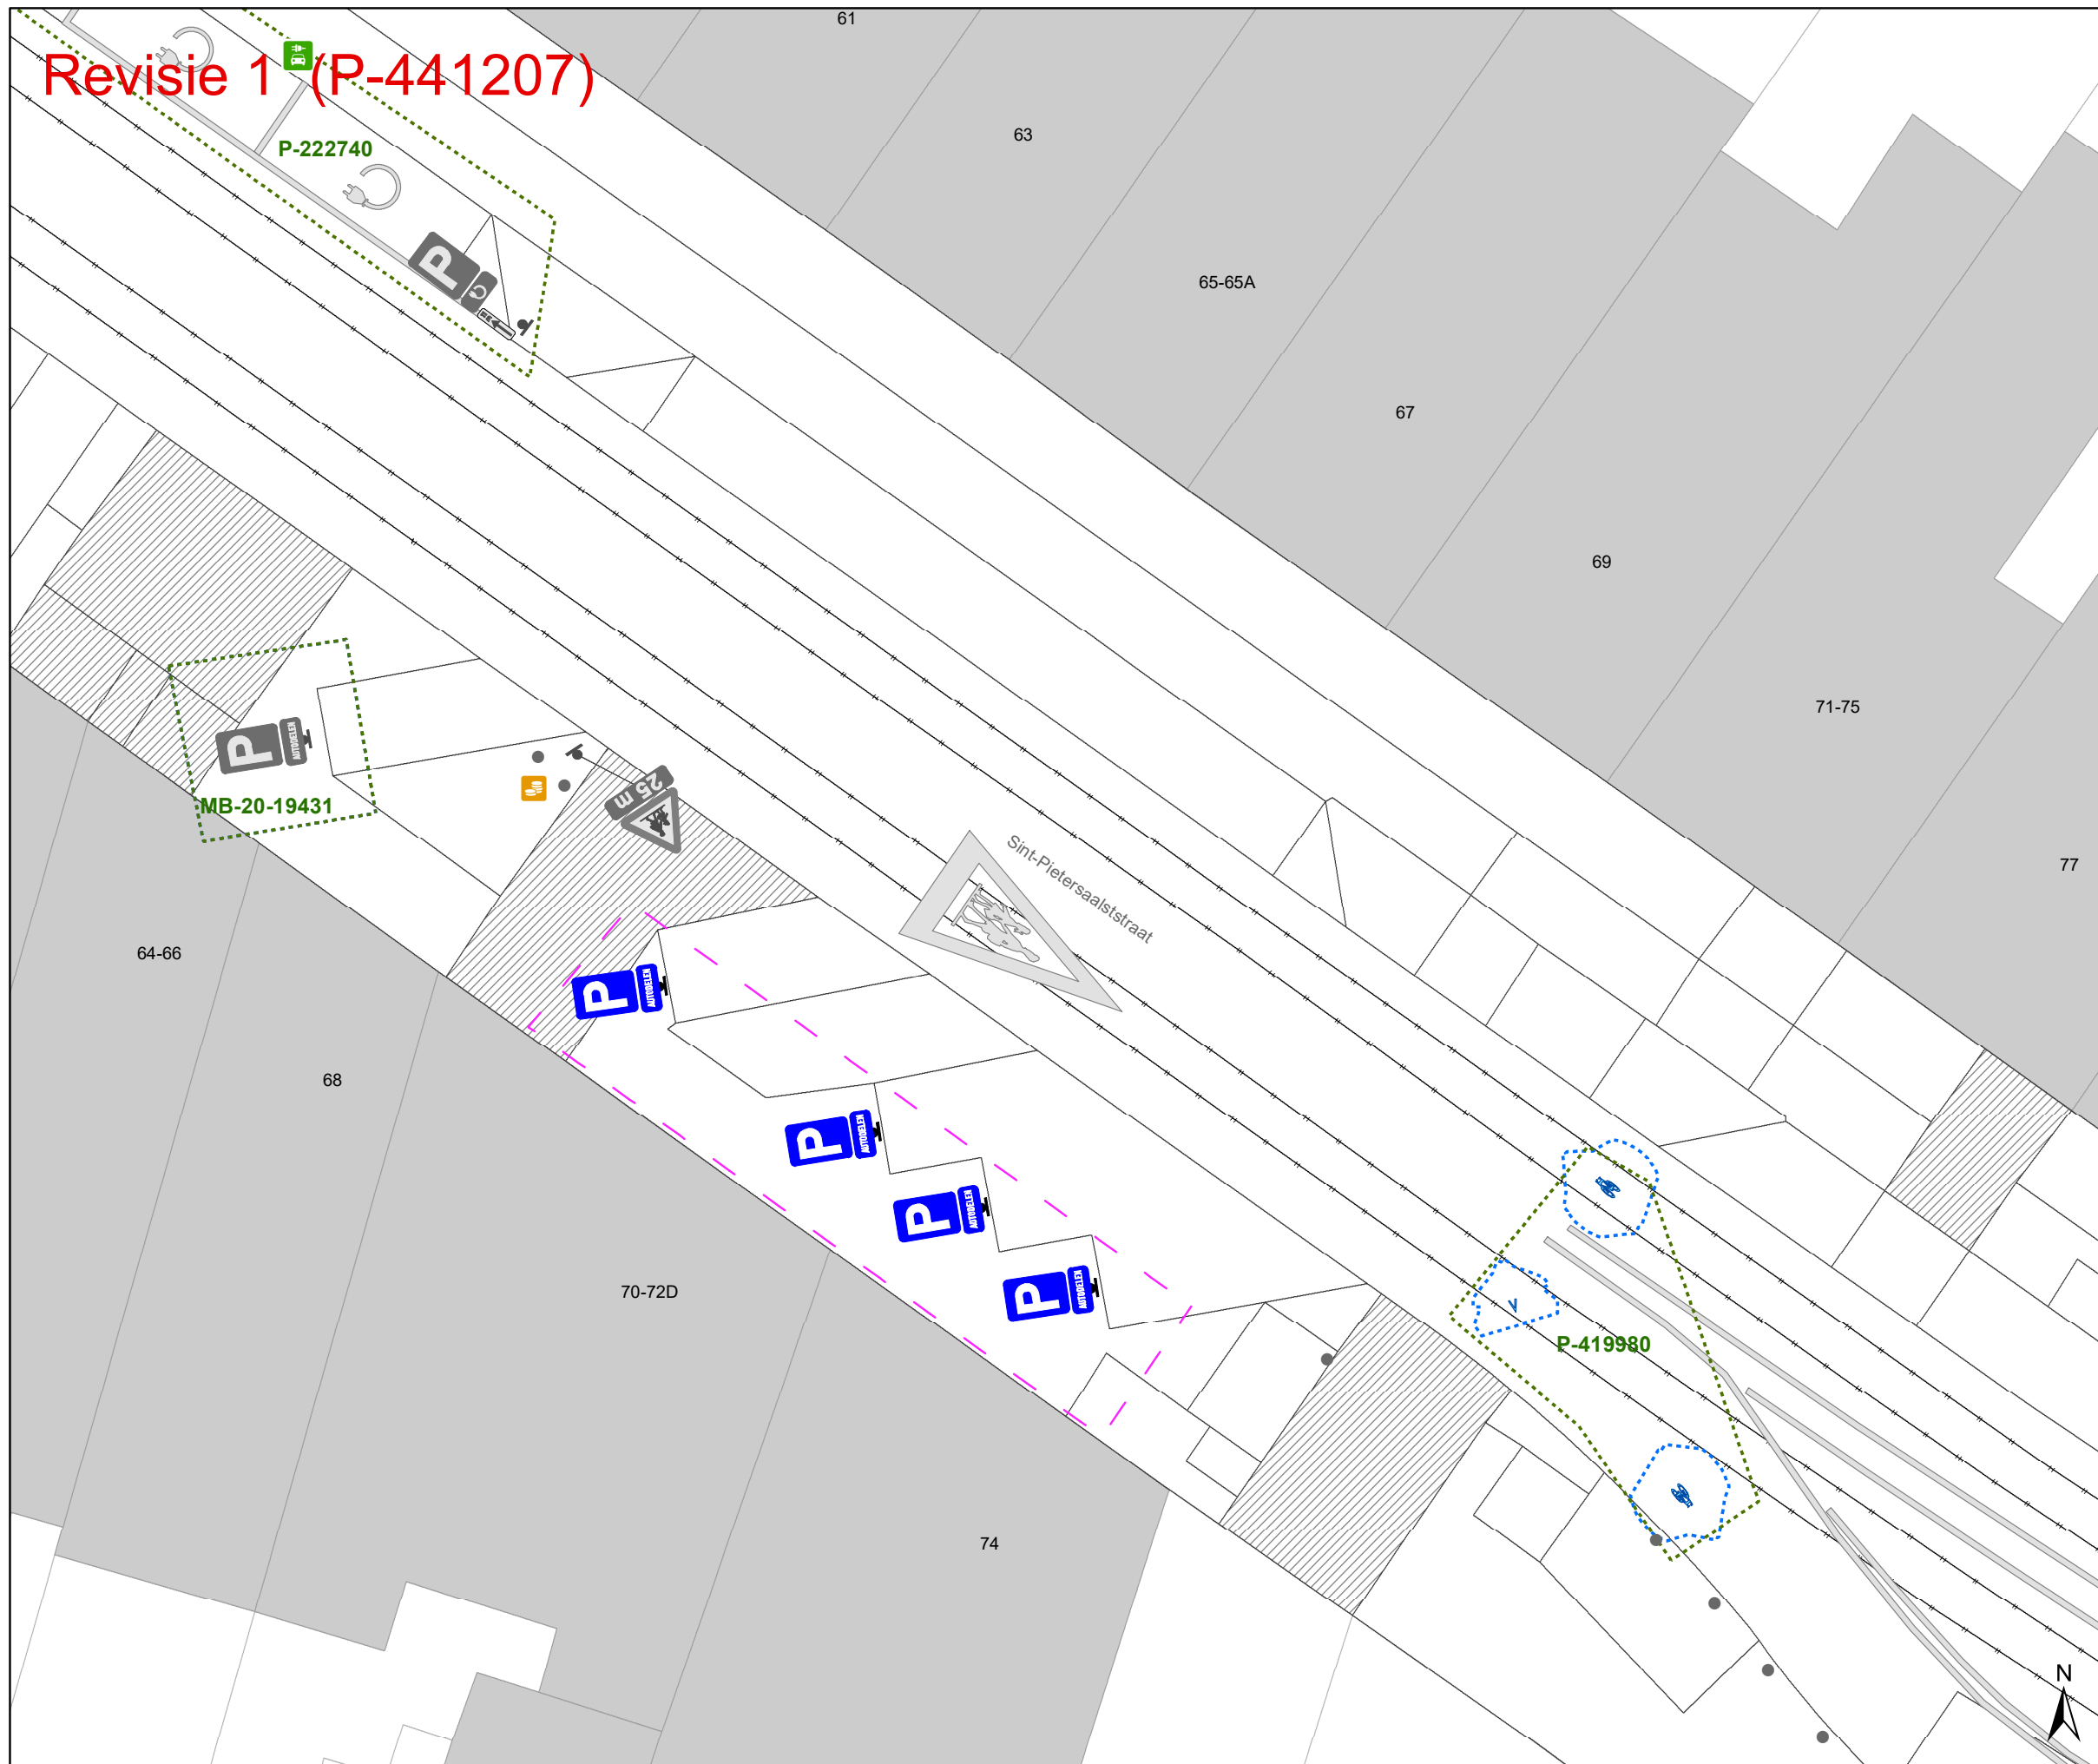 Revisie 1 (P-441207)
61
63
P-222740
P
65-65A
67
69
71-75
77
P
AUTODELEN
MB-20-19431
25 m
Sint-Pietersaalststraat
64-66
P
AUTODELEN
68
P
AUTODELEN
P
AUTODELEN
P
AUTODELEN
70-72D
V
P-419980
74
N